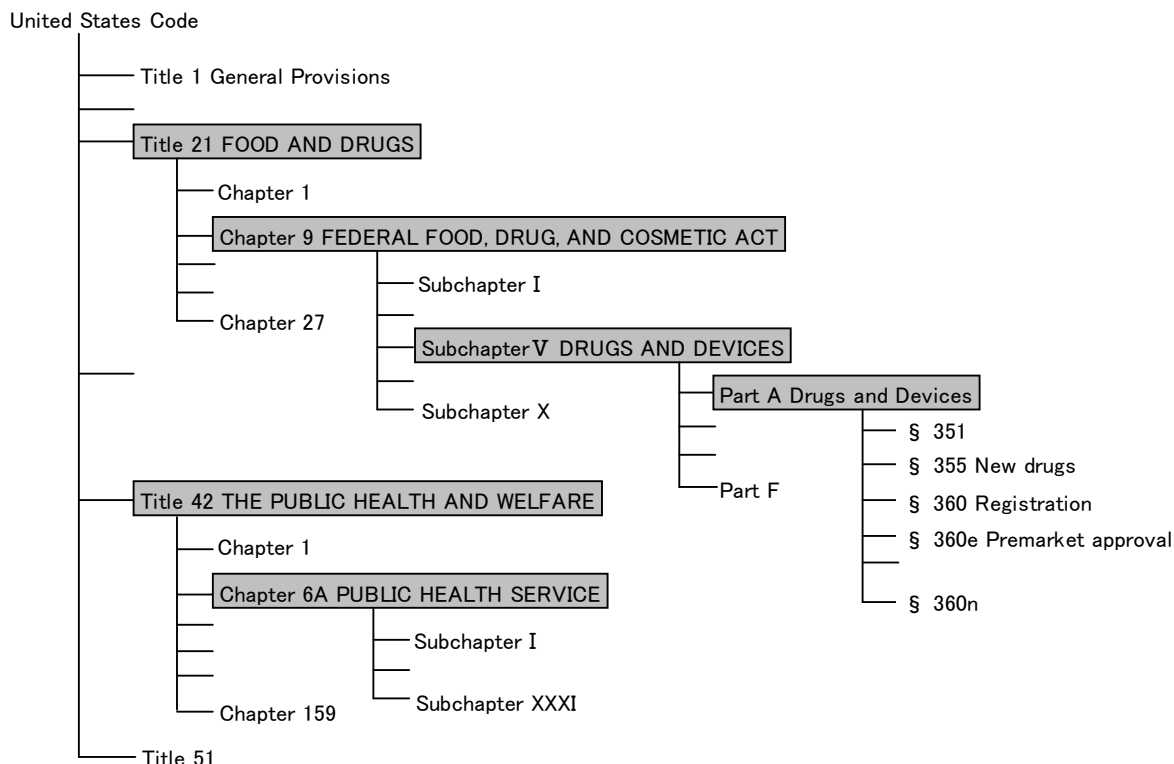 United States Code
Title 1 General Provisions
Title 21 FOOD AND DRUGS
Chapter 1
Chapter 9 FEDERAL FOOD, DRUG, AND COSMETIC ACT
Subchapter I
Chapter 27
Subchapter V DRUGS AND DEVICES
Part A Drugs and Devices
Subchapter X
§ 351
§ 355 New drugs
Part F
Title 42 THE PUBLIC HEALTH AND WELFARE
§ 360 Registration
§ 360e Premarket approval
Chapter 1
Chapter 6A PUBLIC HEALTH SERVICE
§ 360n
Subchapter I
Subchapter XXXI
Chapter 159
Title 51